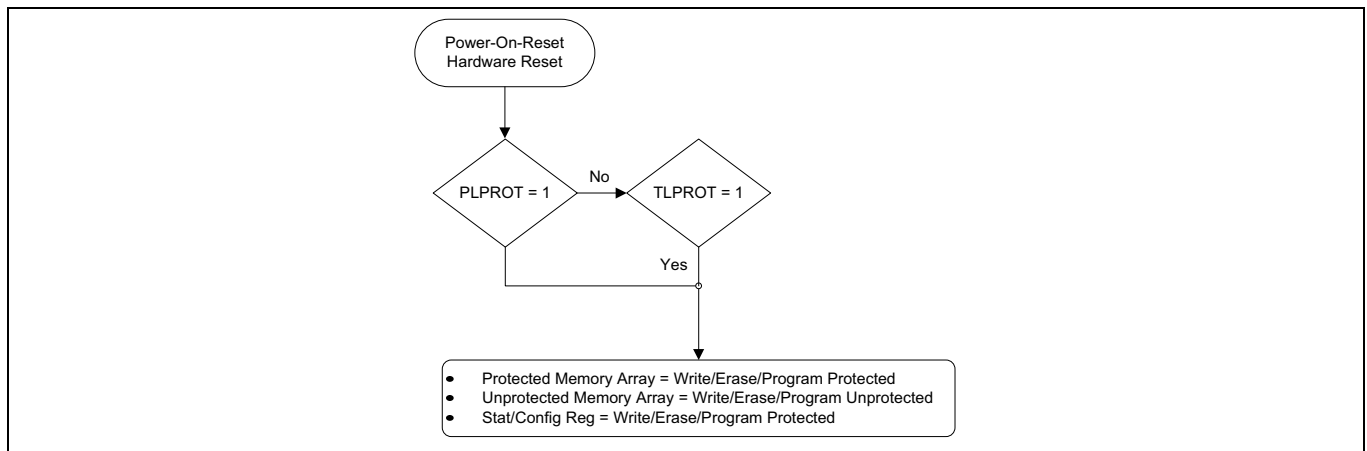 Power-On-Reset
Hardware Reset
PLPROT = 1
No
TLPROT = 1
Yes
• Protected Memory Array = Write/Erase/Program Protected
• Unprotected Memory Array = Write/Erase/Program Unprotected
• Stat/Config Reg = Write/Erase/Program Protected